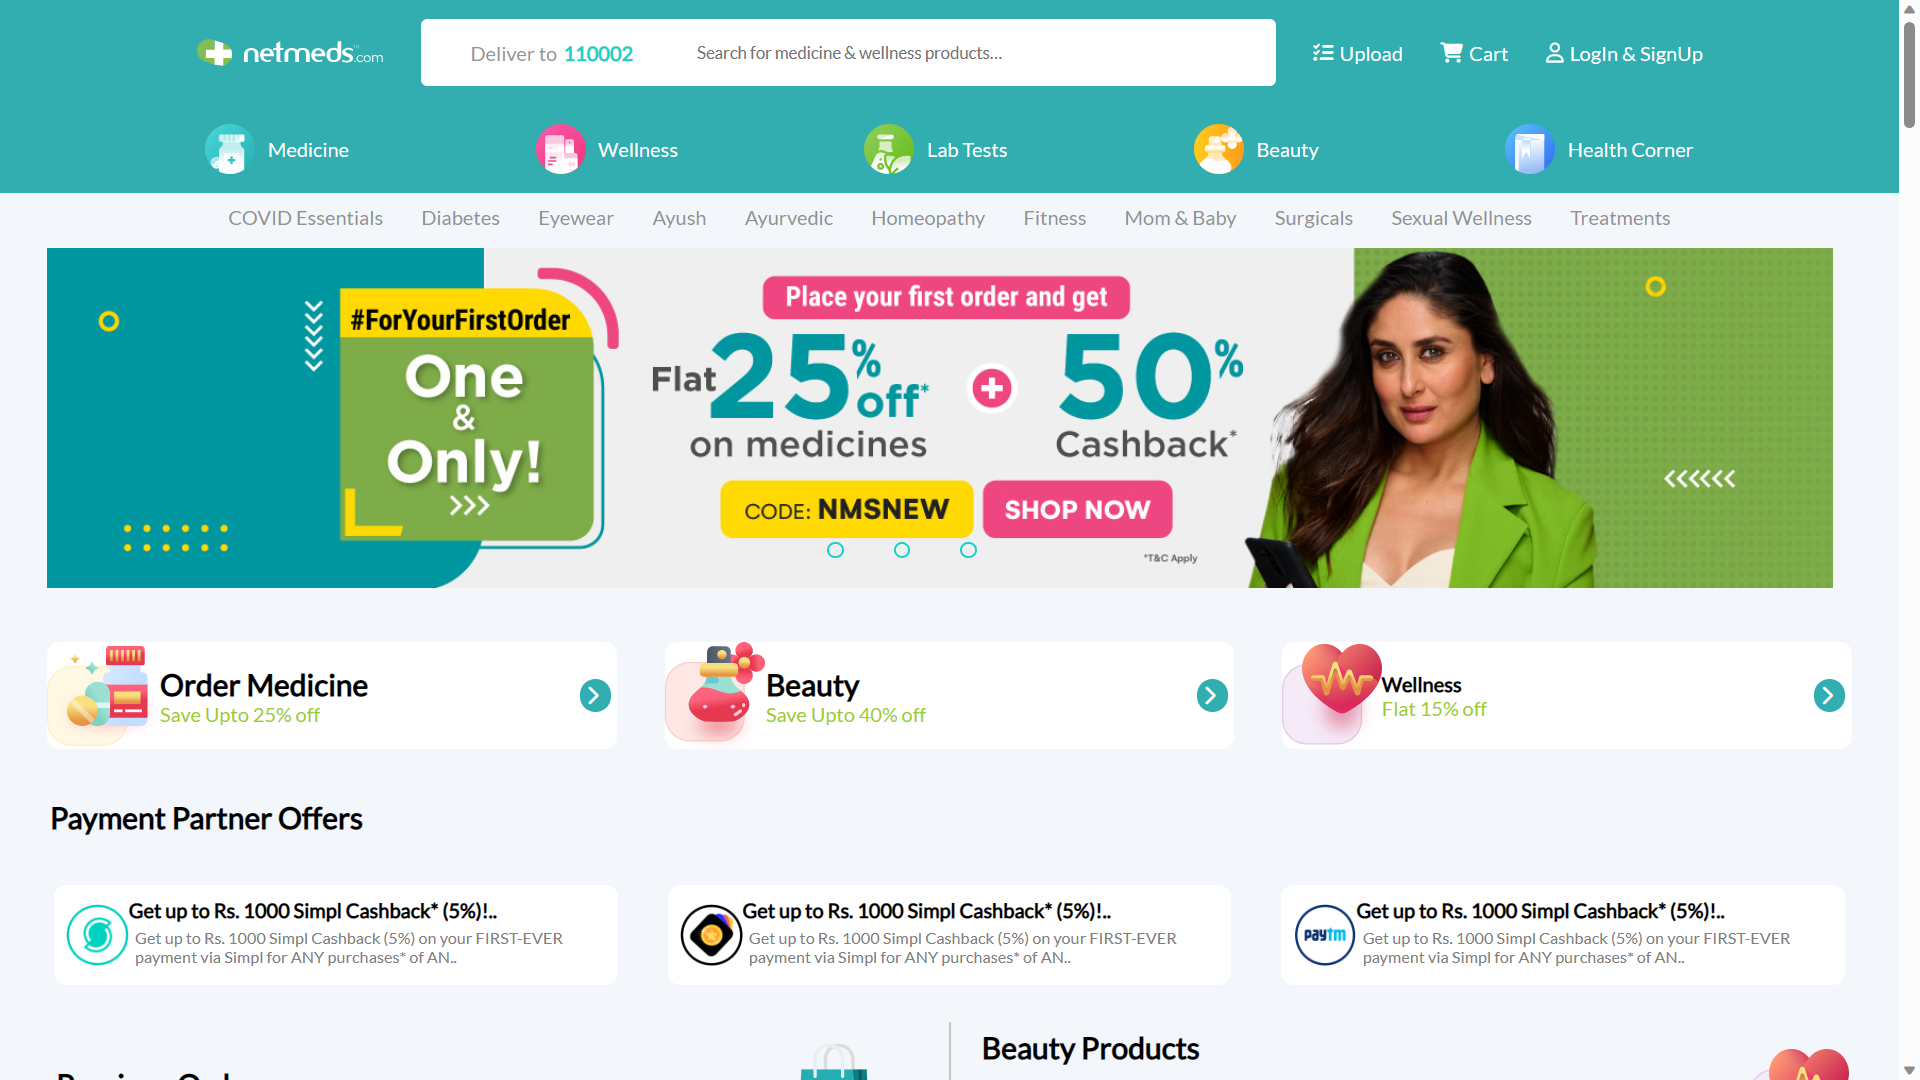 netmeds.com
Deliver to 110002
Search for medicine & wellness products...
Upload
Cart
LogIn & SignUp
Medicine
Wellness
Lab Tests
Beauty
Health Corner
COVID Essentials
Diabetes
Eyewear
Ayush
Ayurvedic
Homeopathy
Fitness
Mom & Baby
Surgicals
Sexual Wellness
Treatments
#ForYourFirstOrder
One
&
Only!
Place your first order and get
Flat 25% off*
on medicines
50%
Cashback*
CODE: NMSNEW
SHOP NOW
*T&C Apply
Order Medicine
Save Upto 25% off
Beauty
Save Upto 40% off
Wellness
Flat 15% off
Payment Partner Offers
Get up to Rs. 1000 Simpl Cashback* (5%)!..
Get up to Rs. 1000 Simpl Cashback (5%) on your FIRST-EVER
payment via Simpl for ANY purchases* of AN..
Get up to Rs. 1000 Simpl Cashback* (5%)!..
Get up to Rs. 1000 Simpl Cashback (5%) on your FIRST-EVER
payment via Simpl for ANY purchases* of AN..
paytm
Get up to Rs. 1000 Simpl Cashback* (5%)!..
Get up to Rs. 1000 Simpl Cashback (5%) on your FIRST-EVER
payment via Simpl for ANY purchases* of AN..
Beauty Products